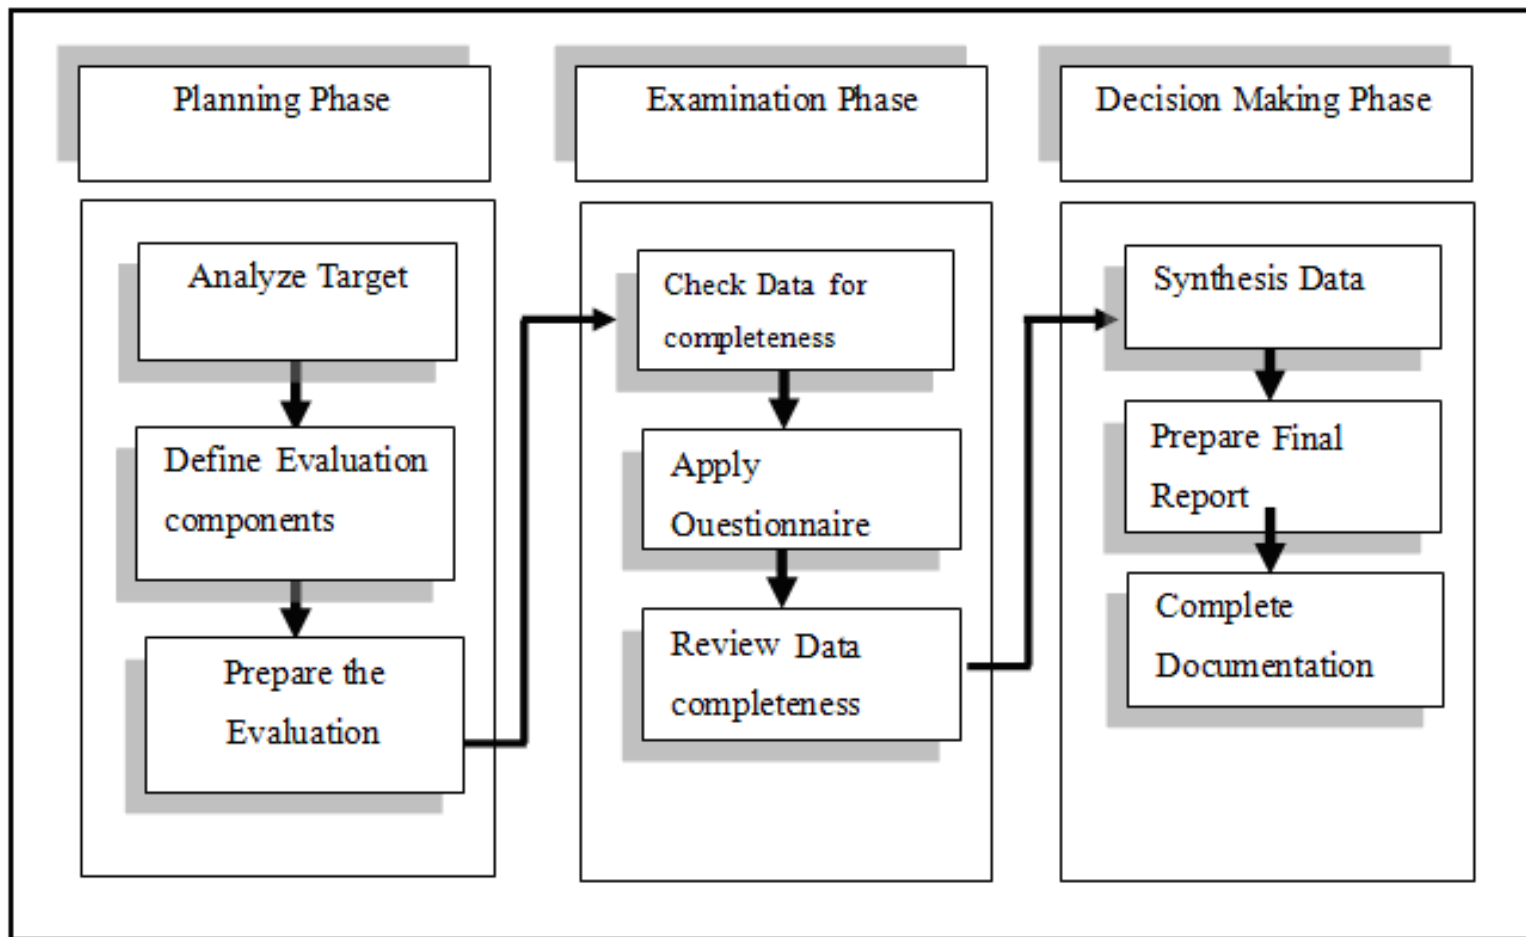 Planning Phase
Examination Phase
Decision Making Phase
Analyze Target
Define Evaluation
components
Prepare the
Evaluation
Check Data for
completeness
Apply
Questionnaire
Review Data
completeness
Synthesis Data
Prepare Final
Report
Complete
Documentation